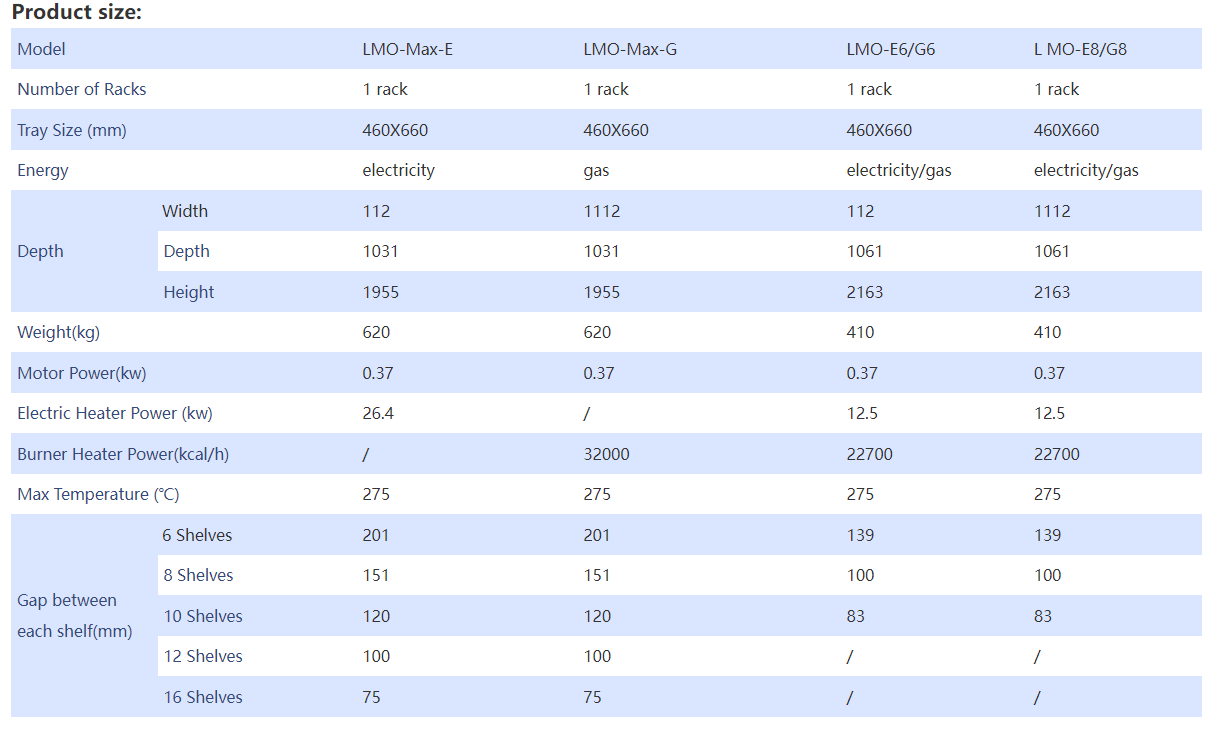 Product size:
Model LMO-Max-E LMO-Max-G LMO-E6/G6 L MO-E8/G8
Number of Racks 1 rack 1 rack 1 rack 1 rack
Tray Size (mm) 460X660 460X660 460X660 460X660
Energy electricity gas electricity/gas electricity/gas
Depth
Width 112 1112 112 1112
Depth 1031 1031 1061 1061
Height 1955 1955 2163 2163
Weight(kg) 620 620 410 410
Motor Power(kw) 0.37 0.37 0.37 0.37
Electric Heater Power (kw) 26.4 / 12.5 12.5
Burner Heater Power(kcal/h) / 32000 22700 22700
Max Temperature (℃) 275 275 275 275
Gap between
each shelf(mm)
6 Shelves 201 201 139 139
8 Shelves 151 151 100 100
10 Shelves 120 120 83 83
12 Shelves 100 100 / /
16 Shelves 75 75 / /